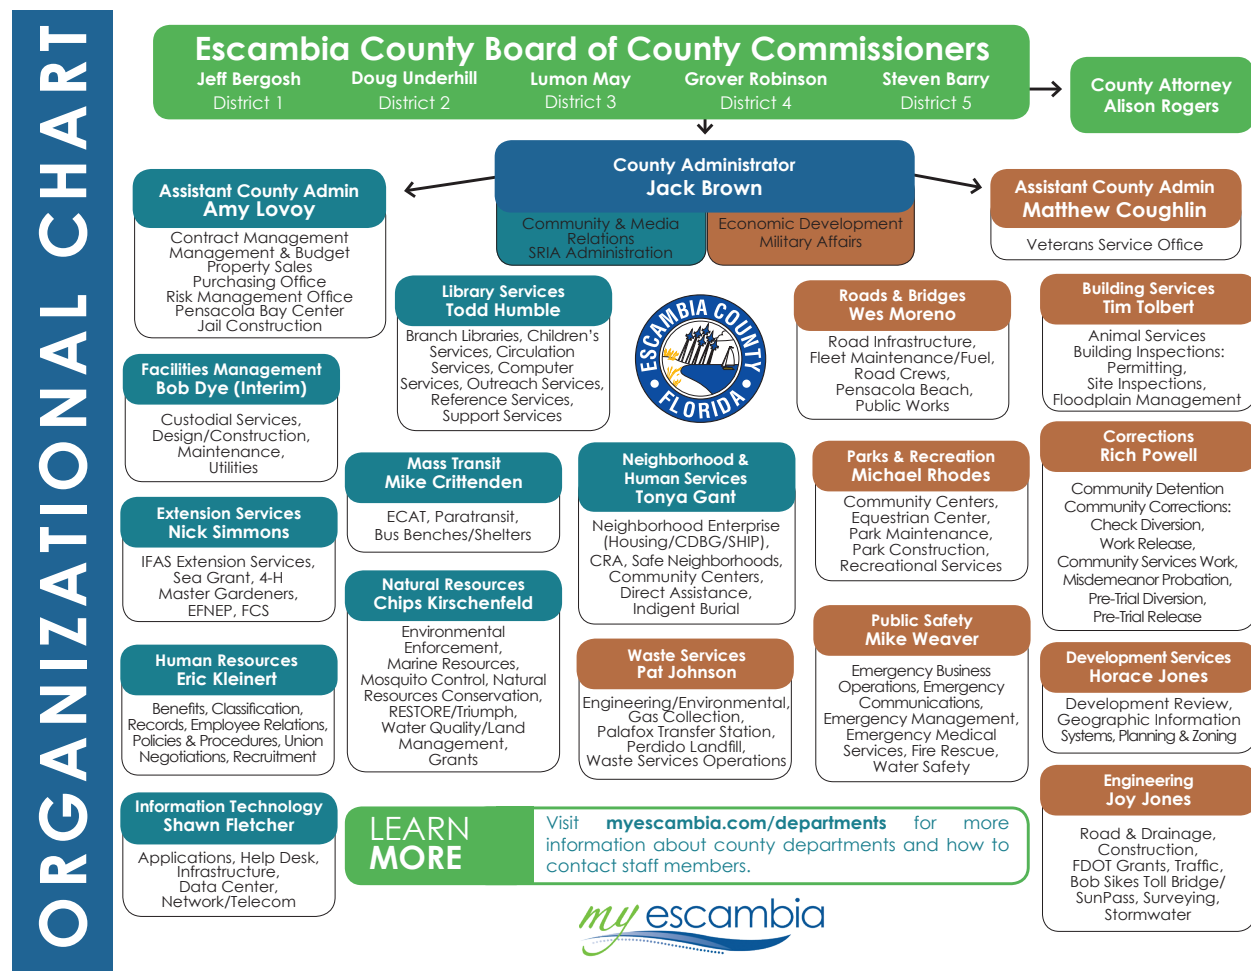 ORGANIZATIONAL CHART
Escambia County Board of County Commissioners
Jeff Bergosh
District 1
Doug Underhill
District 2
Lumon May
District 3
Grover Robinson
District 4
Steven Barry
District 5
County Attorney
Alison Rogers
County Administrator
Jack Brown
Community & Media
Relations
SRIA Administration
Economic Development
Military Affairs
Assistant County Admin
Amy Lovoy
Contract Management
Management & Budget
Property Sales
Purchasing Office
Risk Management Office
Pensacola Bay Center
Jail Construction
Assistant County Admin
Matthew Coughlin
Veterans Service Office
Library Services
Todd Humble
Branch Libraries, Children's
Services, Circulation
Services, Computer
Services, Outreach Services,
Reference Services,
Support Services
ESCAMBIA COUNTY
FLORIDA
Roads & Bridges
Wes Moreno
Road Infrastructure,
Fleet Maintenance/Fuel,
Road Crews,
Pensacola Beach,
Public Works
Building Services
Tim Tolbert
Animal Services
Building Inspections:
Permitting,
Site Inspections,
Floodplain Management
Facilities Management
Bob Dye (Interim)
Custodial Services,
Design/Construction,
Maintenance,
Utilities
Mass Transit
Mike Crittenden
ECAT, Paratransit,
Bus Benches/Shelters
Neighborhood &
Human Services
Tonya Gant
Neighborhood Enterprise
(Housing/CDBG/SHIP),
CRA, Safe Neighborhoods,
Community Centers,
Direct Assistance,
Indigent Burial
Parks & Recreation
Michael Rhodes
Community Centers,
Equestrian Center,
Park Maintenance,
Park Construction,
Recreational Services
Corrections
Rich Powell
Community Detention
Community Corrections:
Check Diversion,
Work Release,
Community Services Work,
Misdemeanor Probation,
Pre-Trial Diversion,
Pre-Trial Release
Extension Services
Nick Simmons
IFAS Extension Services,
Sea Grant, 4-H
Master Gardeners,
EFNEP, FCS
Natural Resources
Chips Kirschenfeld
Environmental
Enforcement,
Marine Resources,
Mosquito Control, Natural
Resources Conservation,
RESTORE/Triumph,
Water Quality/Land
Management,
Grants
Waste Services
Pat Johnson
Engineering/Environmental,
Gas Collection,
Palafox Transfer Station,
Perdido Landfill,
Waste Services Operations
Public Safety
Mike Weaver
Emergency Business
Operations, Emergency
Communications,
Emergency Management,
Emergency Medical
Services, Fire Rescue,
Water Safety
Human Resources
Eric Kleinert
Benefits, Classification,
Records, Employee Relations,
Policies & Procedures, Union
Negotiations, Recruitment
Development Services
Horace Jones
Development Review,
Geographic Information
Systems, Planning & Zoning
Information Technology
Shawn Fletcher
Applications, Help Desk,
Infrastructure,
Data Center,
Network/Telecom
Engineering
Joy Jones
Road & Drainage,
Construction,
FDOT Grants, Traffic,
Bob Sikes Toll Bridge/
SunPass, Surveying,
Stormwater
LEARN
MORE
Visit myescambia.com/departments for more
information about county departments and how to
contact staff members.
my escambia